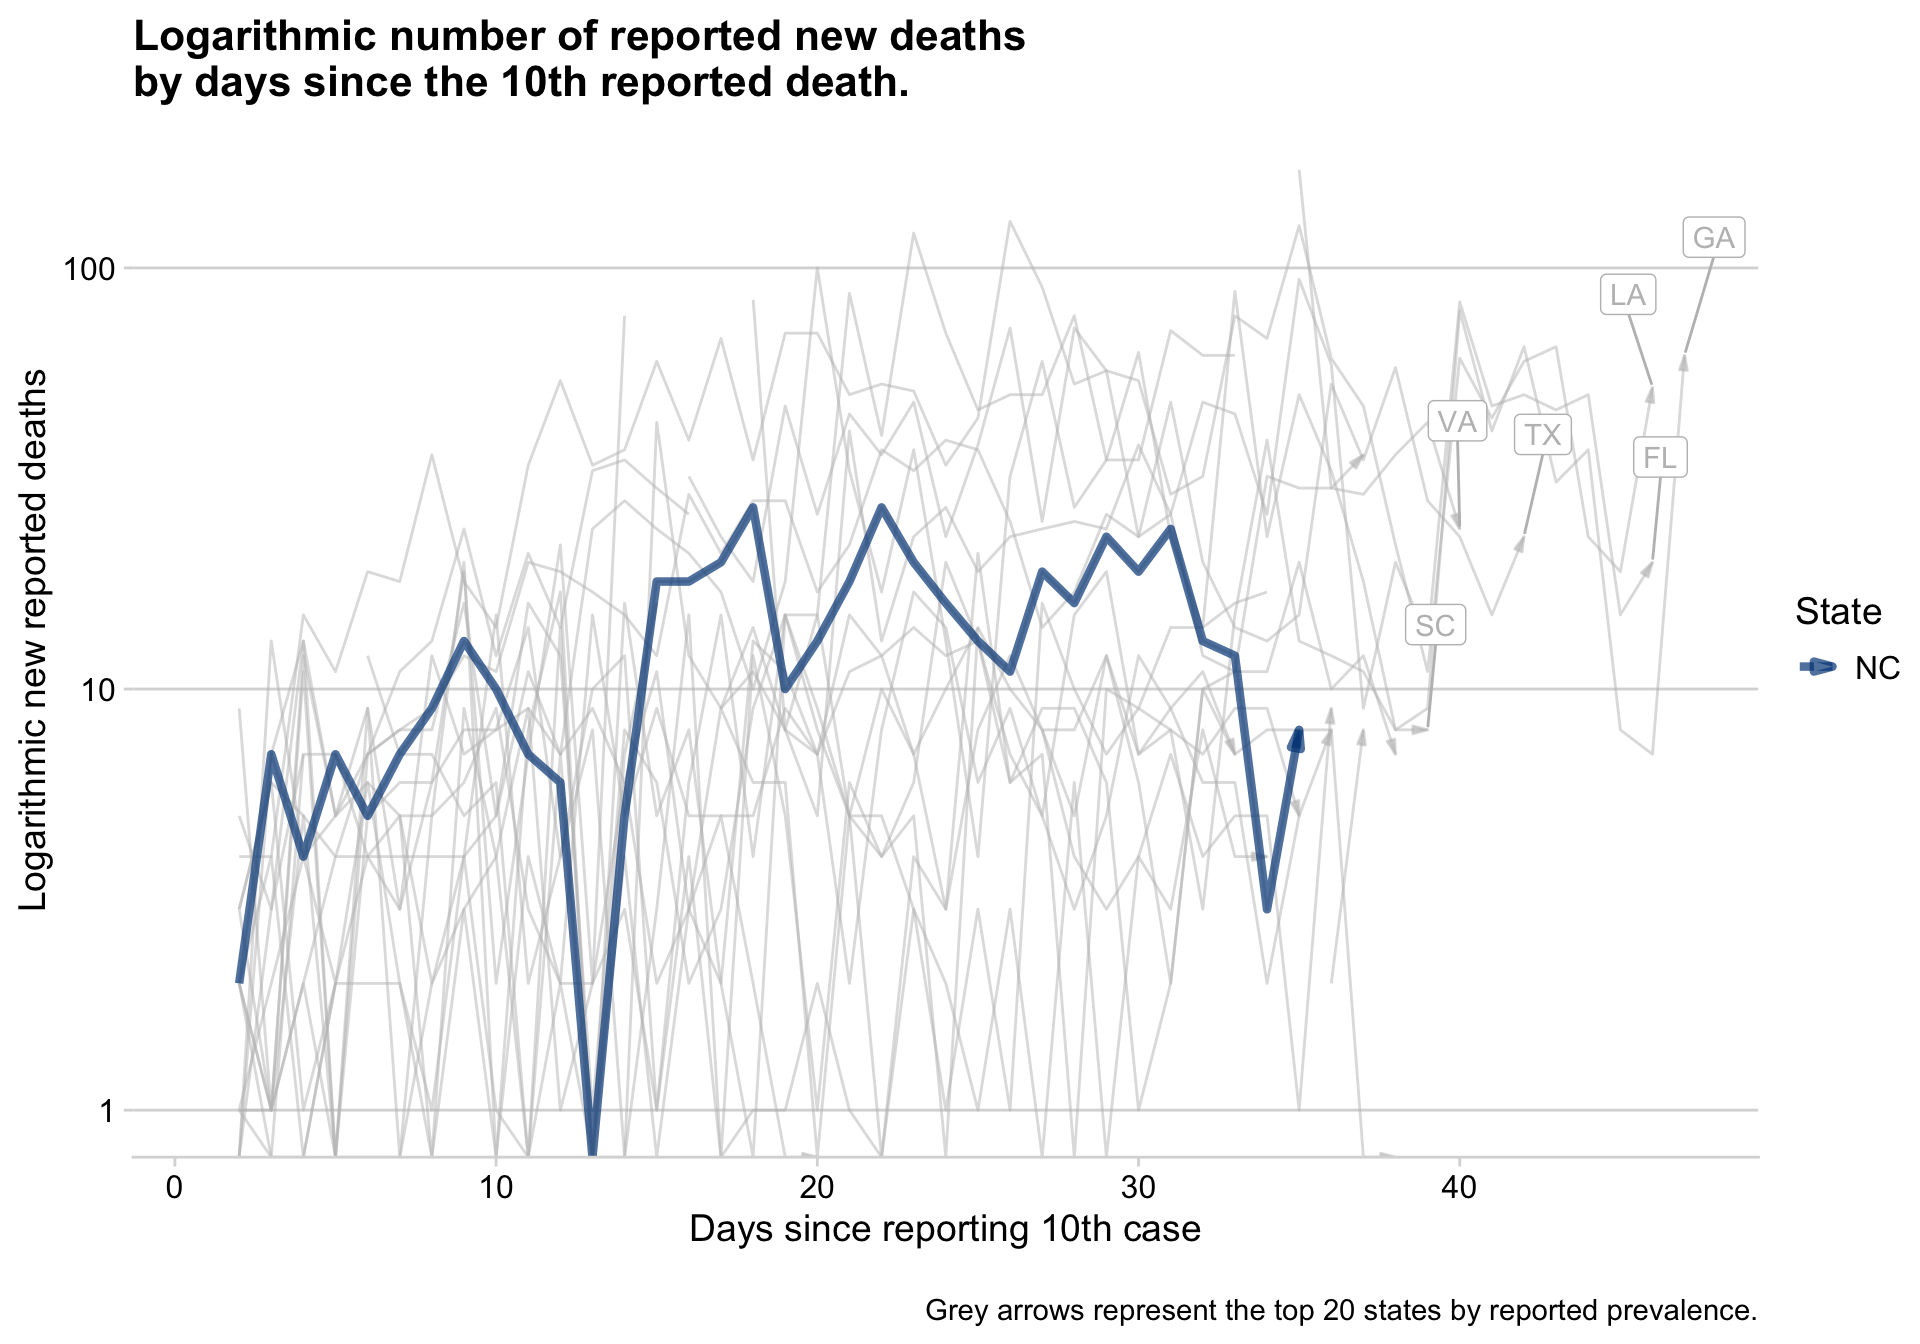 Logarithmic number of reported new deaths
by days since the 10th reported death.
Logarithmic new reported deaths
100
10
1
GA
LA
VA
TX
FL
SC
State
NC
0 10 20 30 40
Days since reporting 10th case
Grey arrows represent the top 20 states by reported prevalence.